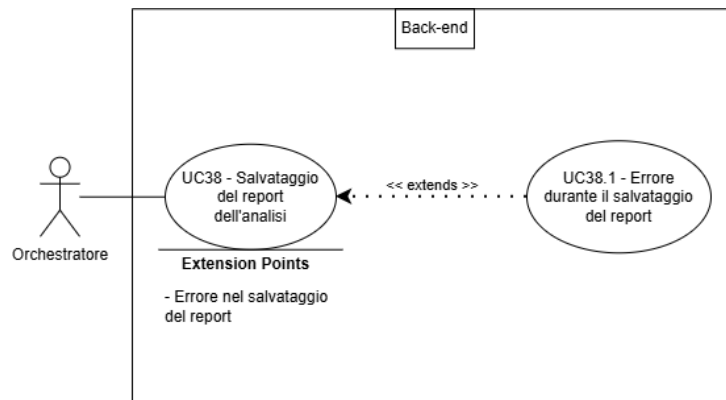 Back-end
UC38 - Salvataggio
del report
dell'analisi
<< extends >>
UC38.1 - Errore
durante il salvataggio
del report
Orchestratore
Extension Points
- Errore nel salvataggio
del report